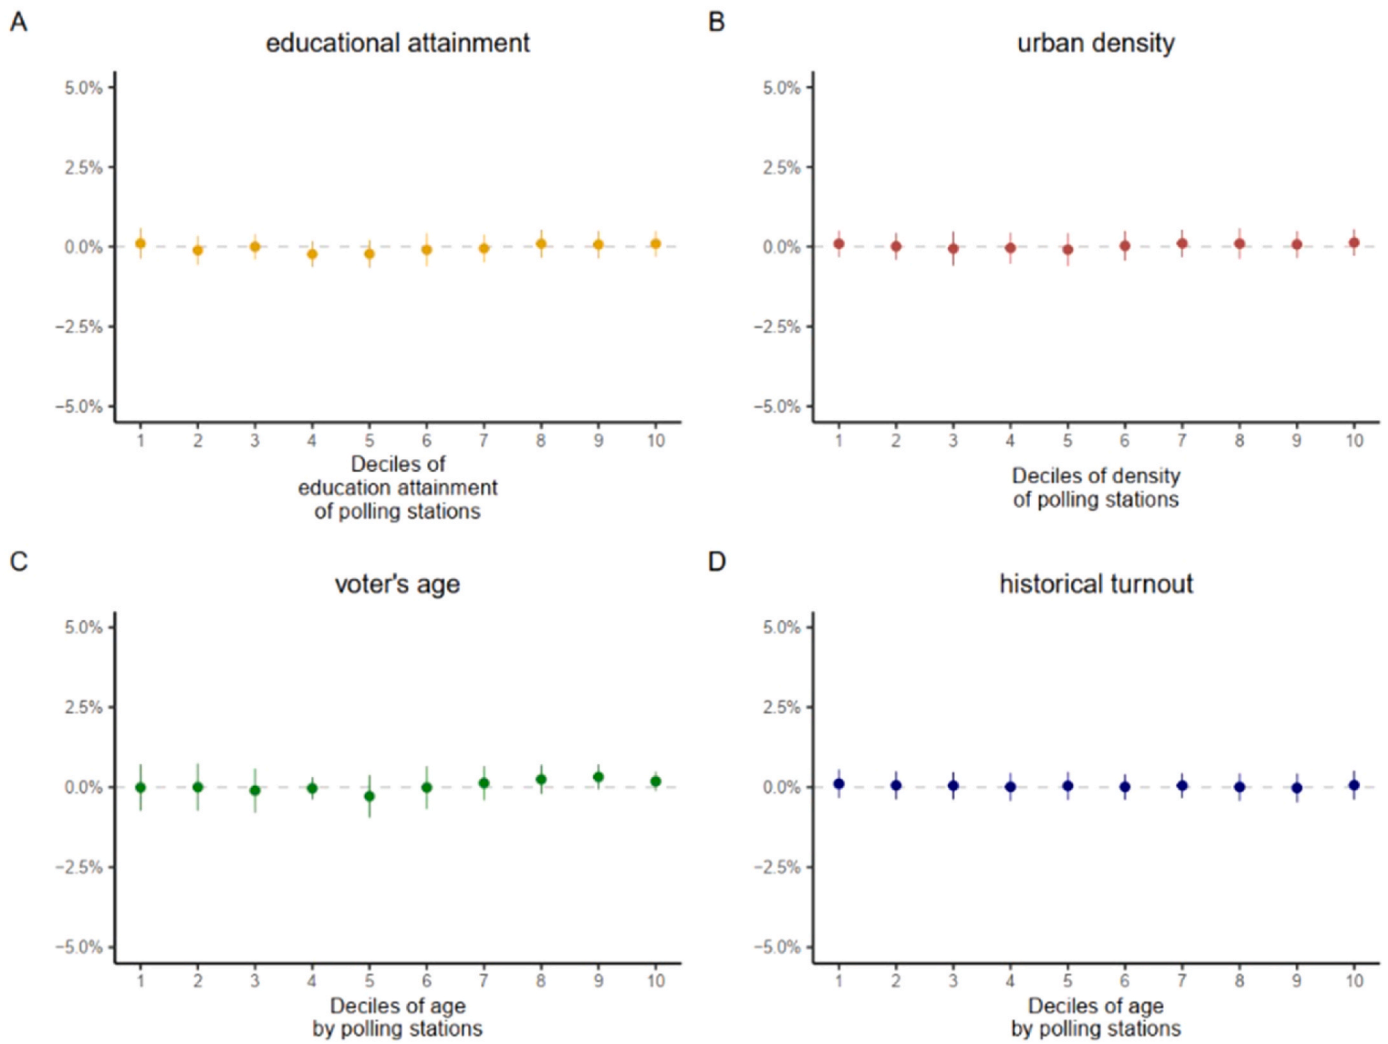 A
educational attainment
5.0%
2.5%
0.0%
−2.5%
−5.0%
1 2 3 4 5 6 7 8 9 10
Deciles of
education attainment
of polling stations
B
urban density
5.0%
2.5%
0.0%
−2.5%
−5.0%
1 2 3 4 5 6 7 8 9 10
Deciles of density
of polling stations
C
voter's age
5.0%
2.5%
0.0%
−2.5%
−5.0%
1 2 3 4 5 6 7 8 9 10
Deciles of age
by polling stations
D
historical turnout
5.0%
2.5%
0.0%
−2.5%
−5.0%
1 2 3 4 5 6 7 8 9 10
Deciles of age
by polling stations